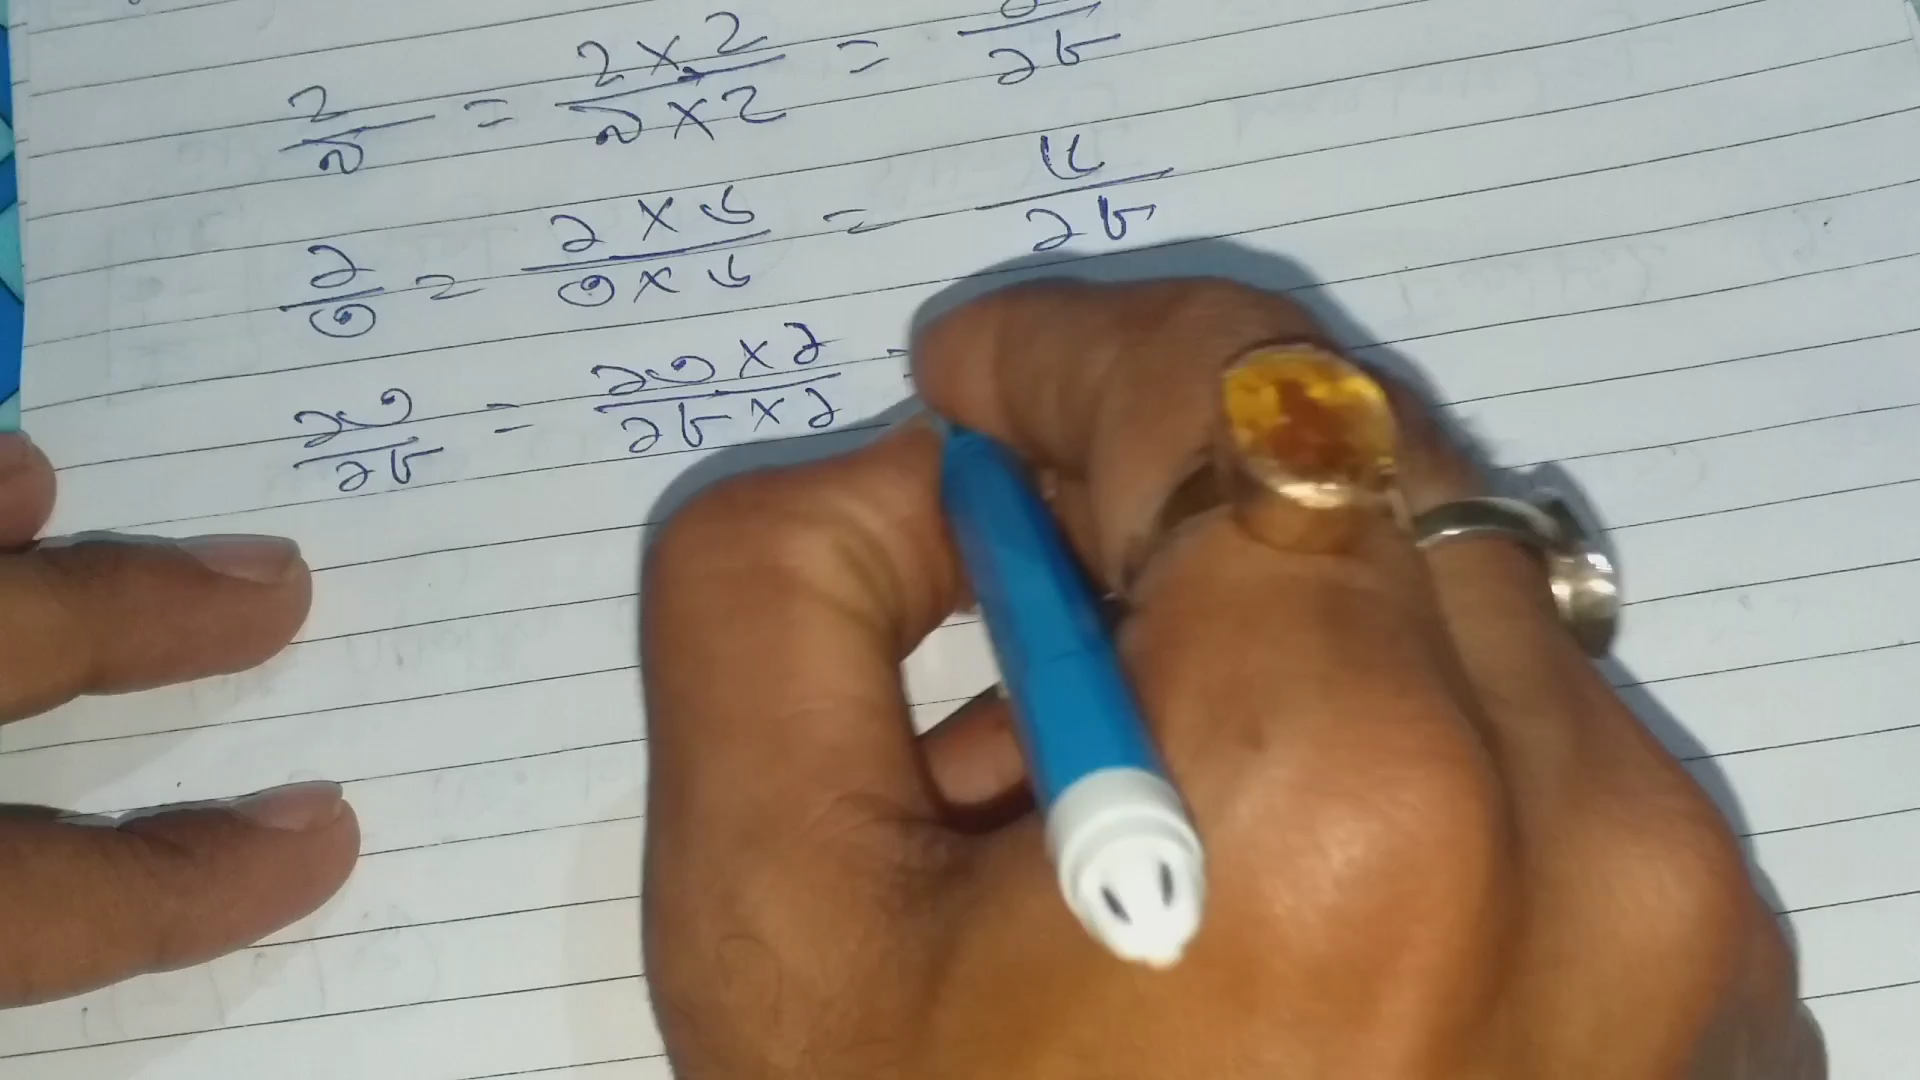 ২/৯ = ২×২/৯×২ = /১৮
১/৩ = ১×৬/৩×৬ = ৬/১৮
১৩/১৮ = ১৩×১/১৮×১ =